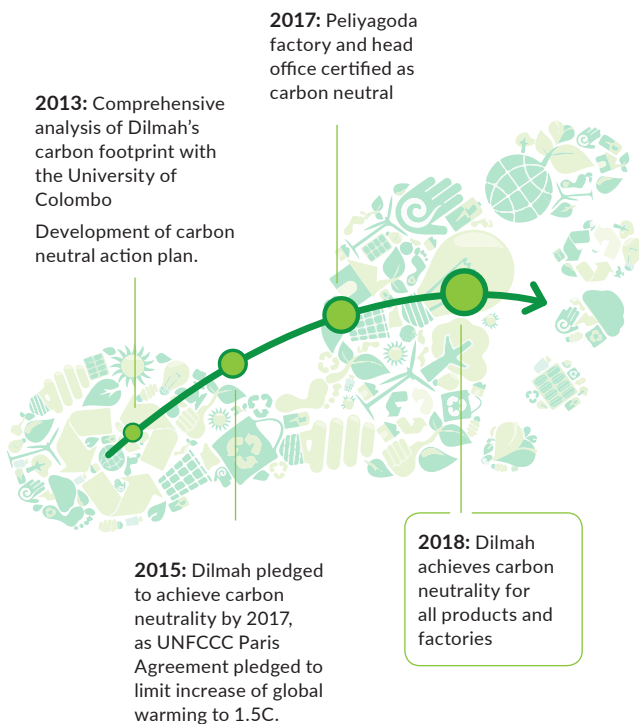 2017: Peliyagoda
factory and head
office certified as
carbon neutral
2013: Comprehensive
analysis of Dilmah's
carbon footprint with
the University of
Colombo
Development of carbon
neutral action plan.
2015: Dilmah pledged
to achieve carbon
neutrality by 2017,
as UNFCCC Paris
Agreement pledged to
limit increase of global
warming to 1.5C.
2018: Dilmah
achieves carbon
neutrality for
all products and
factories